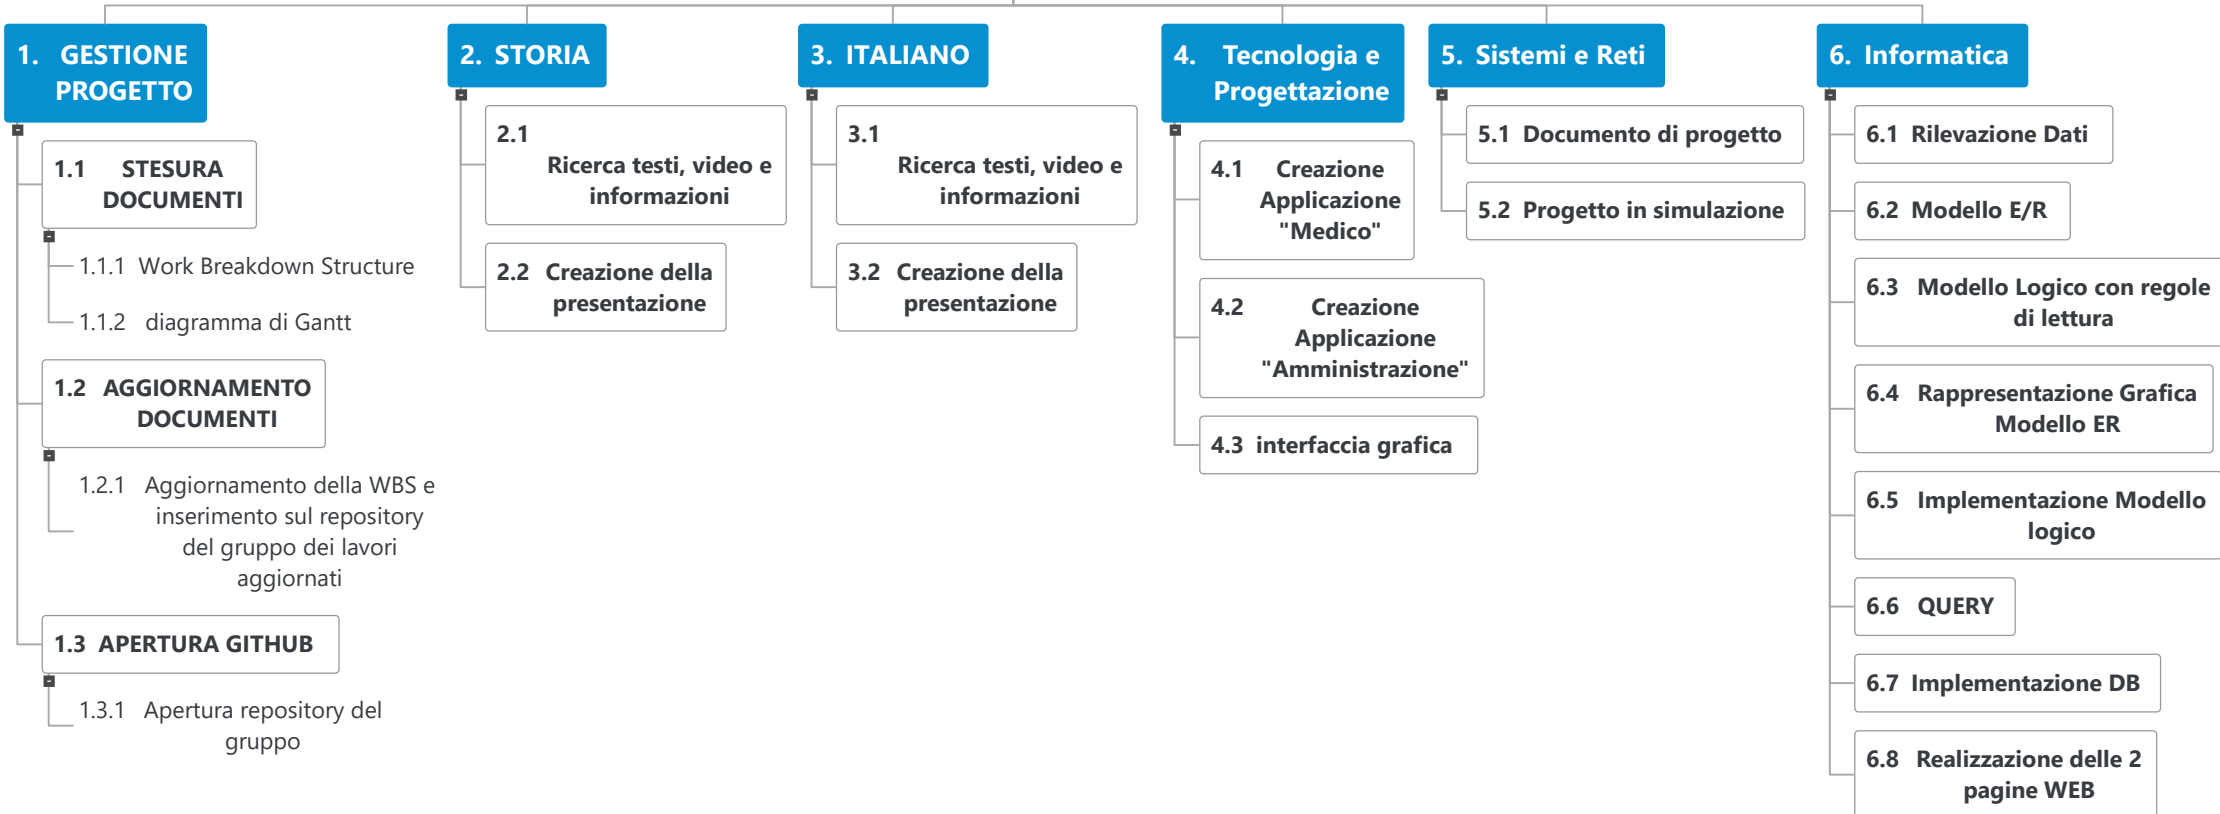 1. GESTIONE
PROGETTO
1.1 STESURA
DOCUMENTI
1.1.1 Work Breakdown Structure
1.1.2 diagramma di Gantt
1.2 AGGIORNAMENTO
DOCUMENTI
1.2.1 Aggiornamento della WBS e
inserimento sul repository
del gruppo dei lavori
aggiornati
1.3 APERTURA GITHUB
1.3.1 Apertura repository del
gruppo
2. STORIA
2.1
Ricerca testi, video e
informazioni
2.2 Creazione della
presentazione
3. ITALIANO
3.1
Ricerca testi, video e
informazioni
3.2 Creazione della
presentazione
4. Tecnologia e
Progettazione
4.1 Creazione
Applicazione
"Medico"
4.2 Creazione
Applicazione
"Amministrazione"
4.3 interfaccia grafica
5. Sistemi e Reti
5.1 Documento di progetto
5.2 Progetto in simulazione
6. Informatica
6.1 Rilevazione Dati
6.2 Modello E/R
6.3 Modello Logico con regole
di lettura
6.4 Rappresentazione Grafica
Modello ER
6.5 Implementazione Modello
logico
6.6 QUERY
6.7 Implementazione DB
6.8 Realizzazione delle 2
pagine WEB